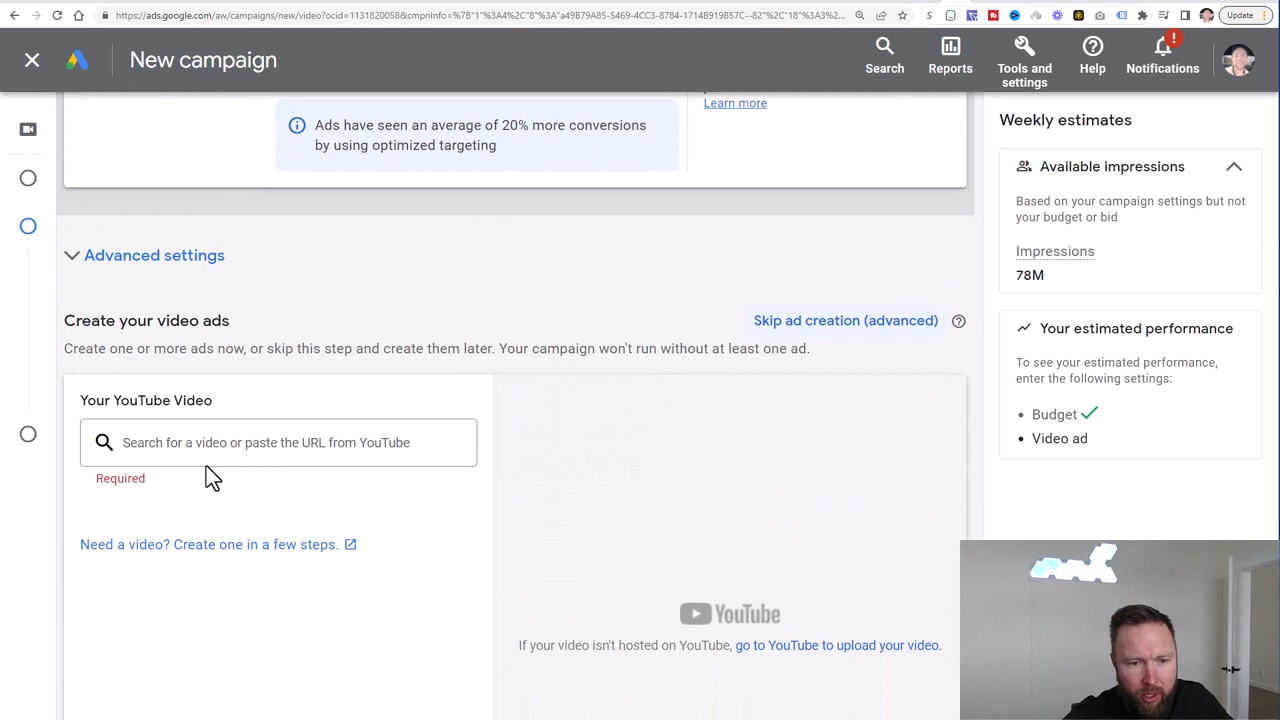 ads.google.com/aw/campaigns/new/video?ocid=1131820058&cmpnInfo=%7B"1"%3A4%2C"8"%3A"a49B79A85-5469-4CC3-8784-1714B919B57C--82"%2C"18"%3A3%2...
Update
New campaign
Search
Reports
Tools and settings
Help
Notifications
Learn more
Ads have seen an average of 20% more conversions
by using optimized targeting
Advanced settings
Create your video ads
Skip ad creation (advanced)
Create one or more ads now, or skip this step and create them later. Your campaign won't run without at least one ad.
Your YouTube Video
Search for a video or paste the URL from YouTube
Required
Need a video? Create one in a few steps.
YouTube
If your video isn't hosted on YouTube, go to YouTube to upload your video.
Weekly estimates
Available impressions
Based on your campaign settings but not
your budget or bid
Impressions
78M
Your estimated performance
To see your estimated performance,
enter the following settings:
• Budget
• Video ad